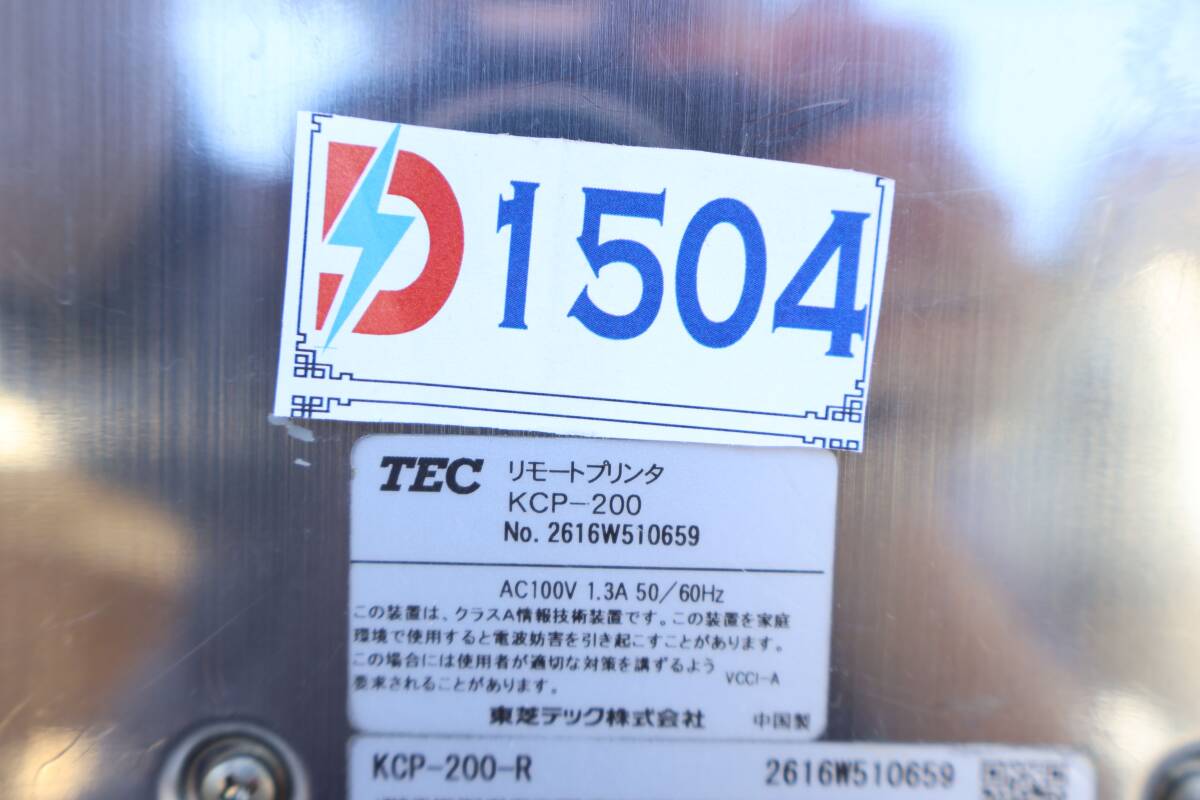 D1504
TEC リモートプリンタ
KCP-200
No. 2616W510659
AC100V 1.3A 50/60Hz
この装置は、クラスA情報技術装置です。この装置を家庭
環境で使用すると電波妨害を引き起こすことがあります。
この場合には使用者が適切な対策を講ずるよう
要求されることがあります。
VCCI-A
東芝テック株式会社 中国製
KCP-200-R 2616W510659